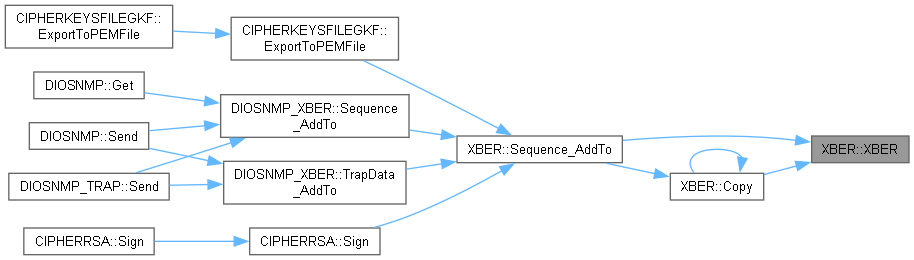 CIPHERKEYSFILEGKF::
ExportToPEMFile
CIPHERKEYSFILEGKF::
ExportToPEMFile
DIOSNMP::Get
DIOSNMP_XBER::Sequence
_AddTo
DIOSNMP::Send
XBER::Sequence_AddTo
XBER::XBER
DIOSNMP_TRAP::Send
DIOSNMP_XBER::TrapData
_AddTo
XBER::Copy
CIPHERRSA::Sign
CIPHERRSA::Sign